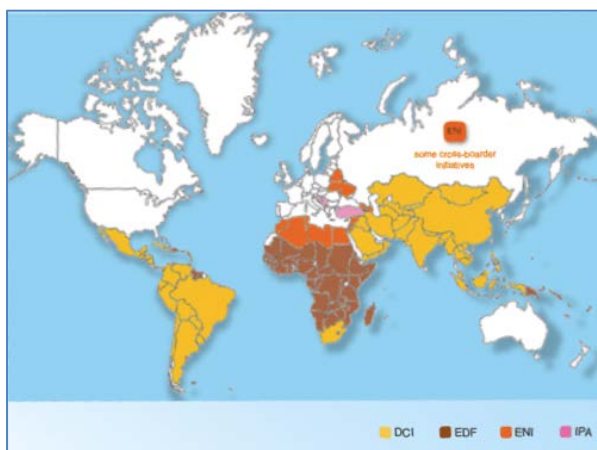 ENI
some cross-boarder
initiatives
DCI EDF ENI IPA